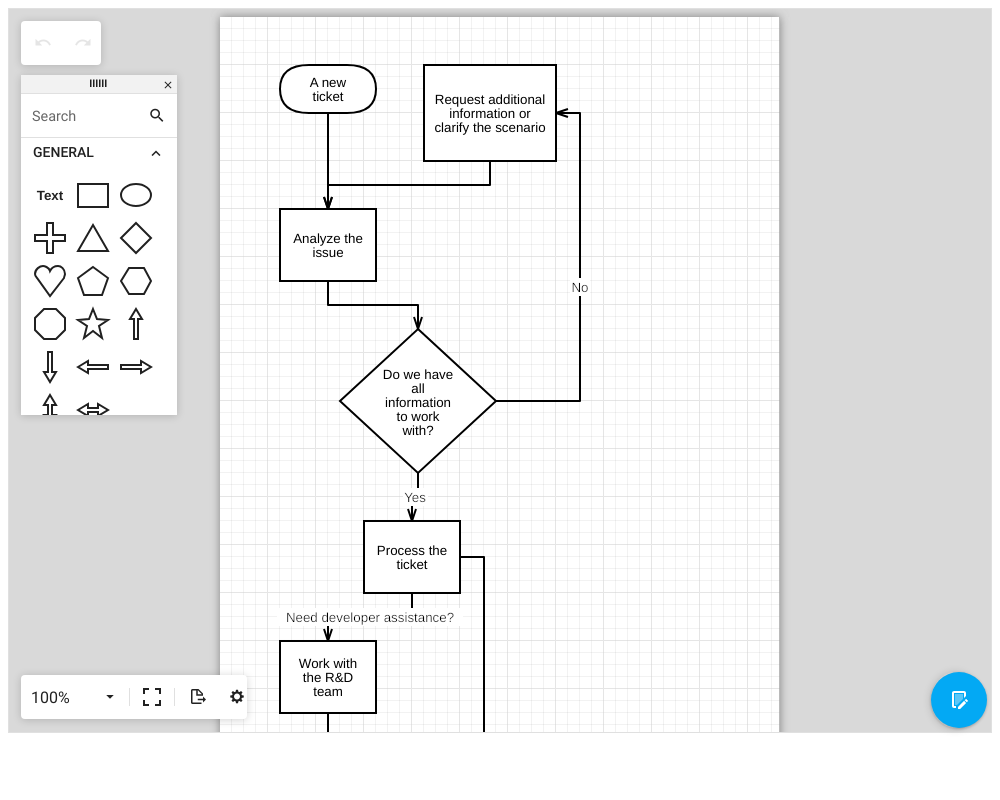 Search
GENERAL
Text
A new
ticket
Request additional
information or
clarify the scenario
Analyze the
issue
No
Do we have
all
information
to work
with?
Yes
Process the
ticket
Need developer assistance?
Work with
the R&D
team
100%